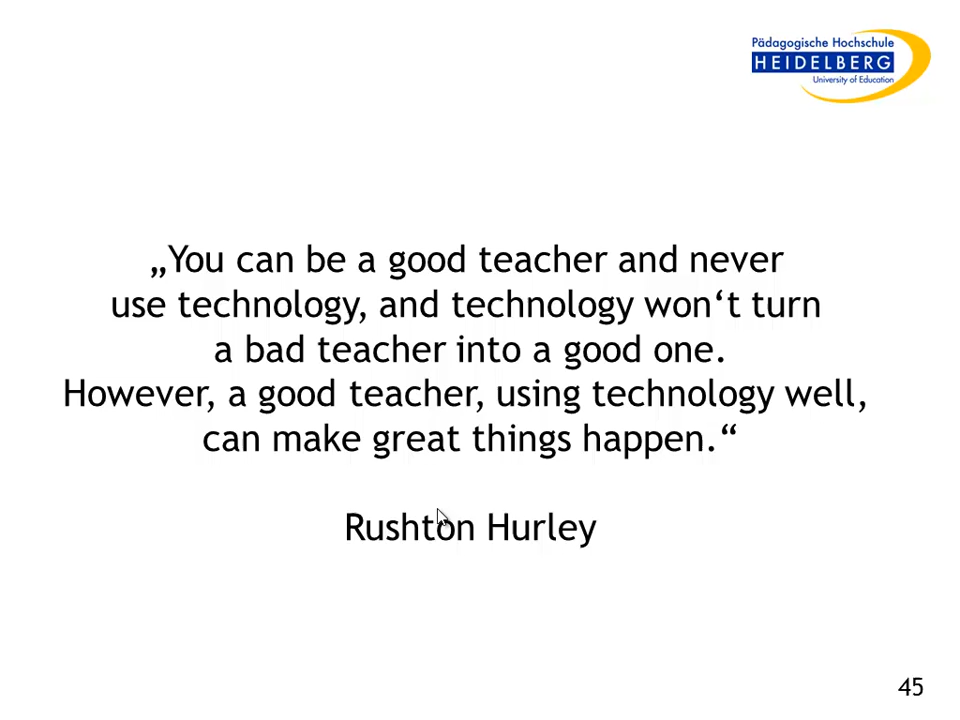 Pädagogische Hochschule
HEIDELBERG
University of Education
„You can be a good teacher and never
use technology, and technology won‘t turn
a bad teacher into a good one.
However, a good teacher, using technology well,
can make great things happen.“
Rushton Hurley
45